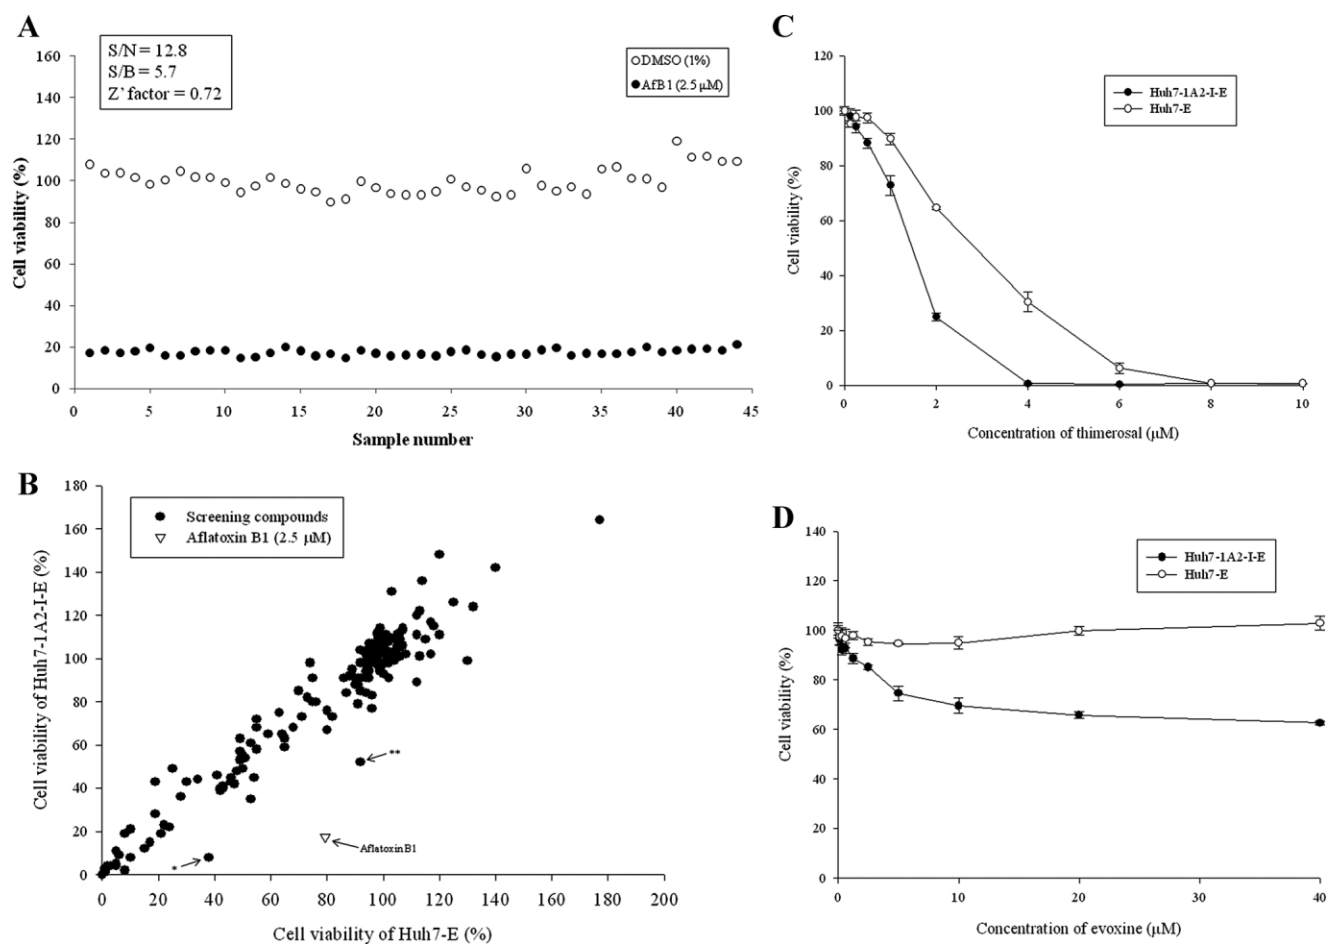 A
S/N = 12.8
S/B = 5.7
Z’ factor = 0.72
DMSO (1%)
AfB1 (2.5 μM)
160
140
120
100
80
60
40
20
0
Cell viability (%)
0 5 10 15 20 25 30 35 40 45
Sample number
B
Screening compounds
Aflatoxin B1 (2.5 μM)
180
160
140
120
100
80
60
40
20
0
Cell viability of Huh7-1A2-I-E (%)
**
*
Aflatoxin B1
0 20 40 60 80 100 120 140 160 180 200
Cell viability of Huh7-E (%)
C
Huh7-1A2-I-E
Huh7-E
120
100
80
60
40
20
0
Cell viability (%)
0 2 4 6 8 10
Concentration of thimerosal (μM)
D
Huh7-1A2-I-E
Huh7-E
140
120
100
80
60
40
20
0
Cell viability (%)
0 10 20 30 40
Concentration of evoxine (μM)